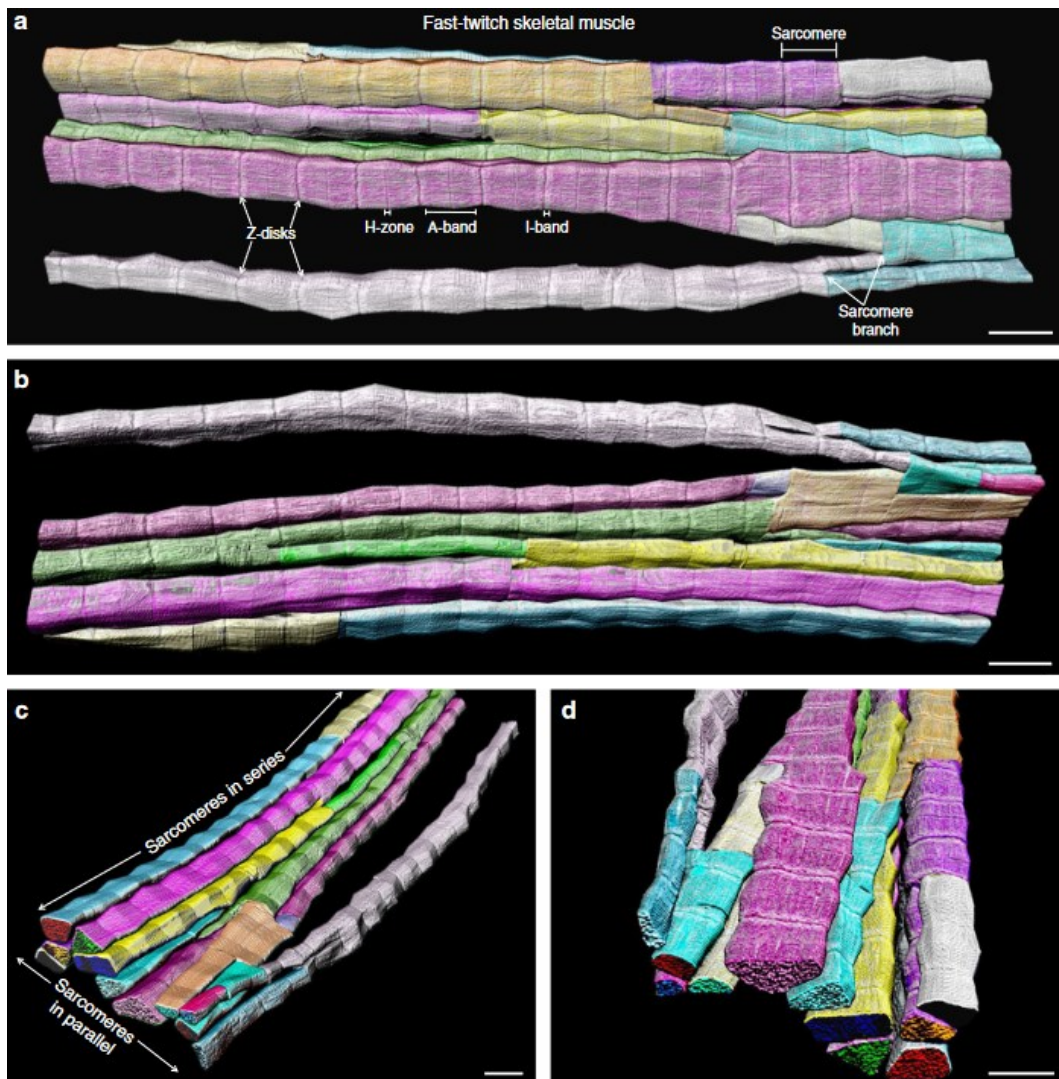 a
Fast-twitch skeletal muscle
Sarcomere
Z-disks
H-zone
A-band
I-band
Sarcomere
branch
b
c
Sarcomeres in series
Sarcomeres
in parallel
d